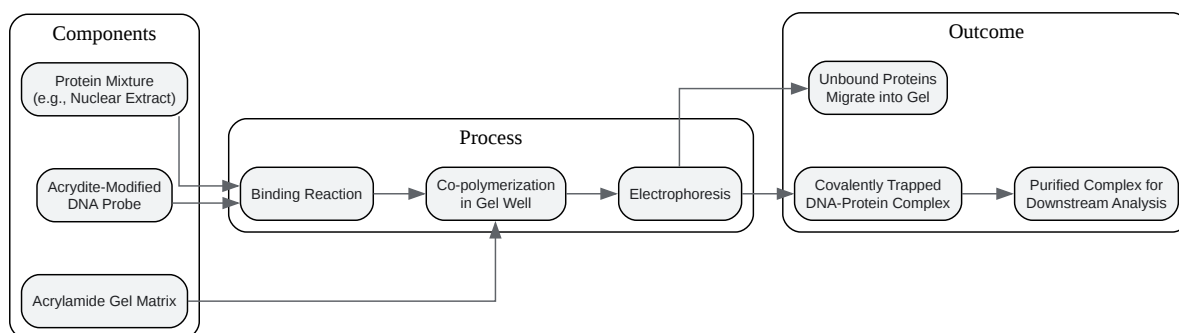 Components
Protein Mixture
(e.g., Nuclear Extract)
Acrydite-Modified
DNA Probe
Acrylamide Gel Matrix
Process
Binding Reaction
Co-polymerization
in Gel Well
Electrophoresis
Outcome
Unbound Proteins
Migrate into Gel
Covalently Trapped
DNA-Protein Complex
Purified Complex for
Downstream Analysis